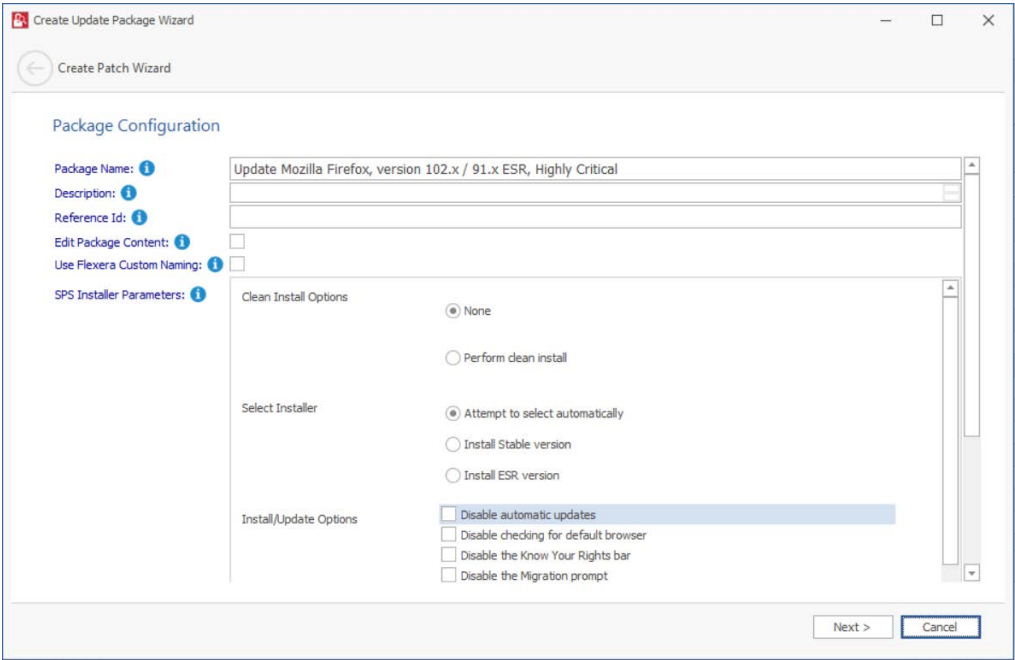 Create Update Package Wizard
Create Patch Wizard
Package Configuration
Package Name:
Update Mozilla Firefox, version 102.x / 91.x ESR, Highly Critical
Description:
Reference Id:
Edit Package Content:
Use Flexera Custom Naming:
SPS Installer Parameters:
Clean Install Options
None
Perform clean install
Select Installer
Attempt to select automatically
Install Stable version
Install ESR version
Install/Update Options
Disable automatic updates
Disable checking for default browser
Disable the Know Your Rights bar
Disable the Migration prompt
Next >
Cancel